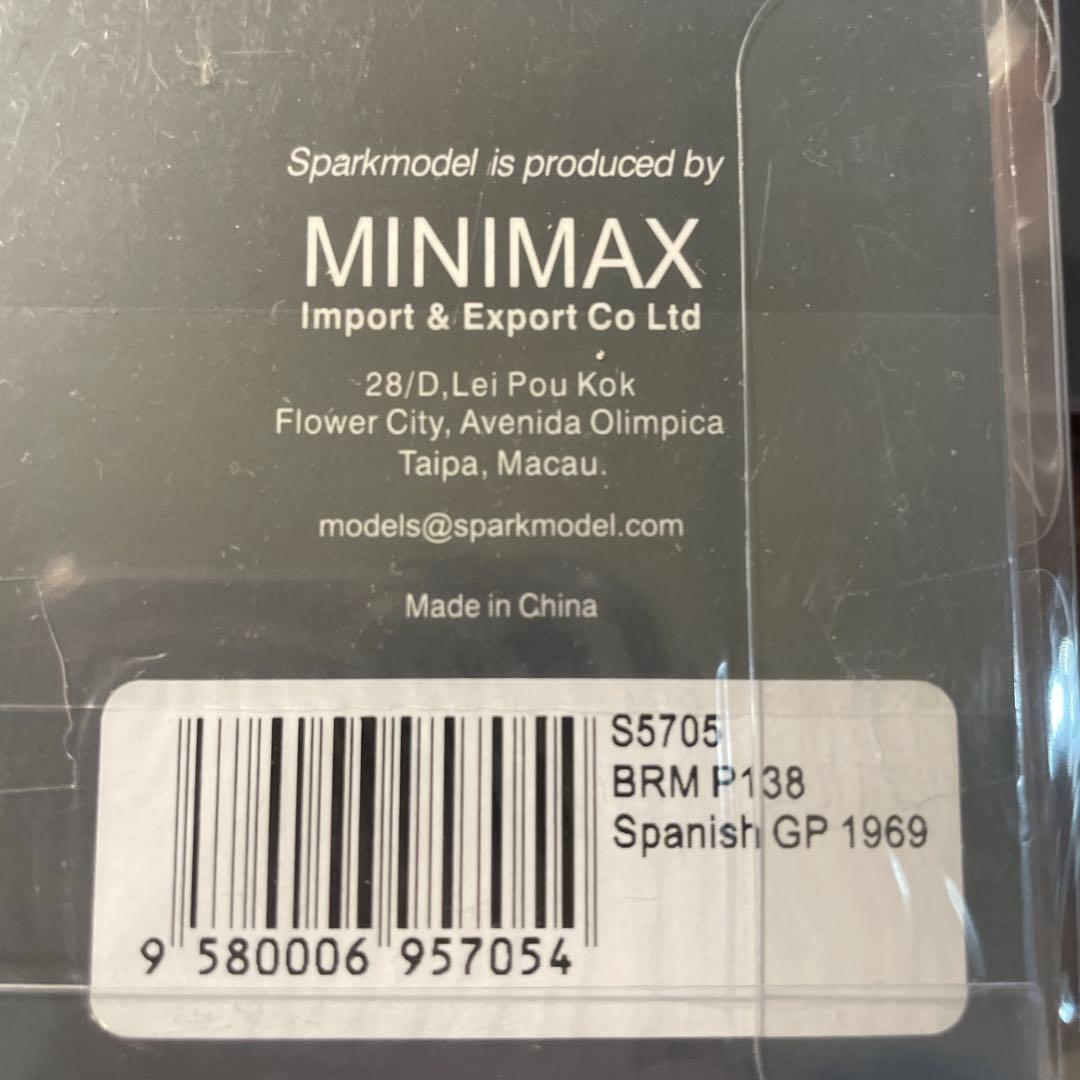 Sparkmodel is produced by
MINIMAX
Import & Export Co Ltd
28/D,Lei Pou Kok
Flower City, Avenida Olimpica
Taipa, Macau.
models@sparkmodel.com
Made in China
S5705
BRM P138
Spanish GP 1969
9 580006 957054